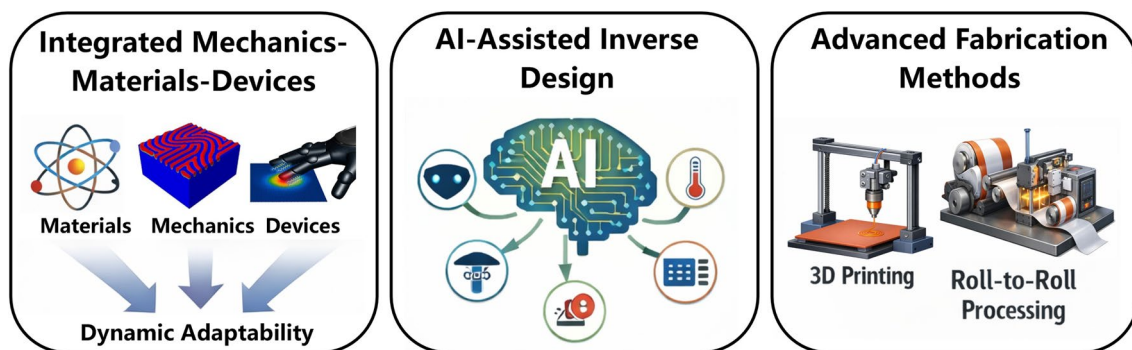 Integrated Mechanics-
Materials-Devices
Materials
Mechanics
Devices
Dynamic Adaptability
AI-Assisted Inverse
Design
AI
Advanced Fabrication
Methods
3D Printing
Roll-to-Roll
Processing